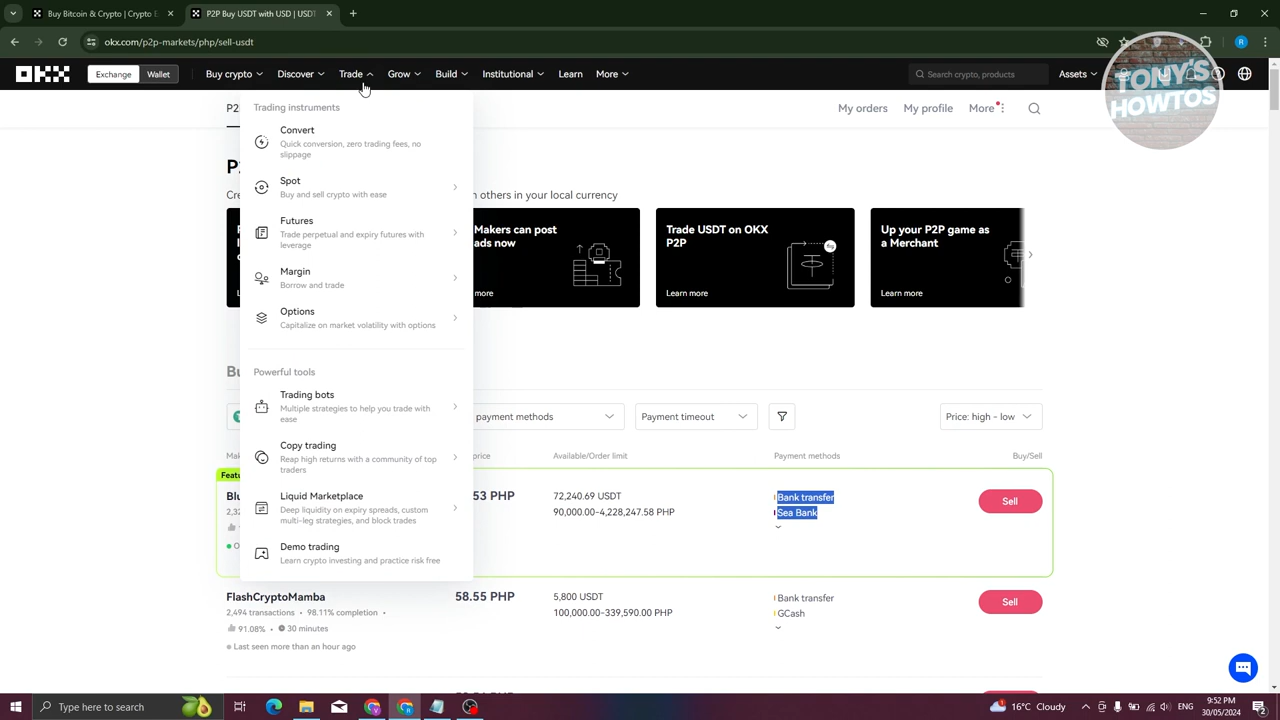 Buy Bitcoin & Crypto | Crypto E
P2P USDT with UYI | USDT
okx.com/p2p-markets/php/sell-usdt
OKX
Exchange
Wallet
Buy crypto
Discover
Trade
Grow
Build
Institutional
Learn
More
Search crypto, products
Assets
TONY'S
HOWTOS
P2
My orders
My profile
More
Trading instruments
Convert
Quick conversion, zero trading fees, no
slippage
Spot
Buy and sell crypto with ease
Futures
Trade perpetual and expiry futures with
leverage
Margin
Borrow and trade
Options
Capitalize on market volatility with options
Powerful tools
Trading bots
Multiple strategies to help you trade with
ease
Copy trading
Reap high returns with a community of top
traders
Liquid Marketplace
Deep liquidity on expiry spreads, custom
multi-leg strategies, and block trades
Demo trading
Learn crypto investing and practice risk free
Cre
others in your local currency
Makers can post
ads now
more
Trade USDT on OKX
P2P
Learn more
Up your P2P game as
a Merchant
Learn more
payment methods
Payment timeout
Price: high - low
price
Available/Order limit
Payment methods
Buy/Sell
Featu
Blu
53 PHP
72,240.69 USDT
90,000.00-4,228,247.58 PHP
Bank transfer
Sea Bank
Sell
2,32
FlashCryptoMamba
2,494 transactions • 98.11% completion •
91.08% • 30 minutes
Last seen more than an hour ago
58.55 PHP
5,800 USDT
100,000.00-339,590.00 PHP
Bank transfer
GCash
Sell
Type here to search
16°C Cloudy
ENG
9:52 PM
30/05/2024